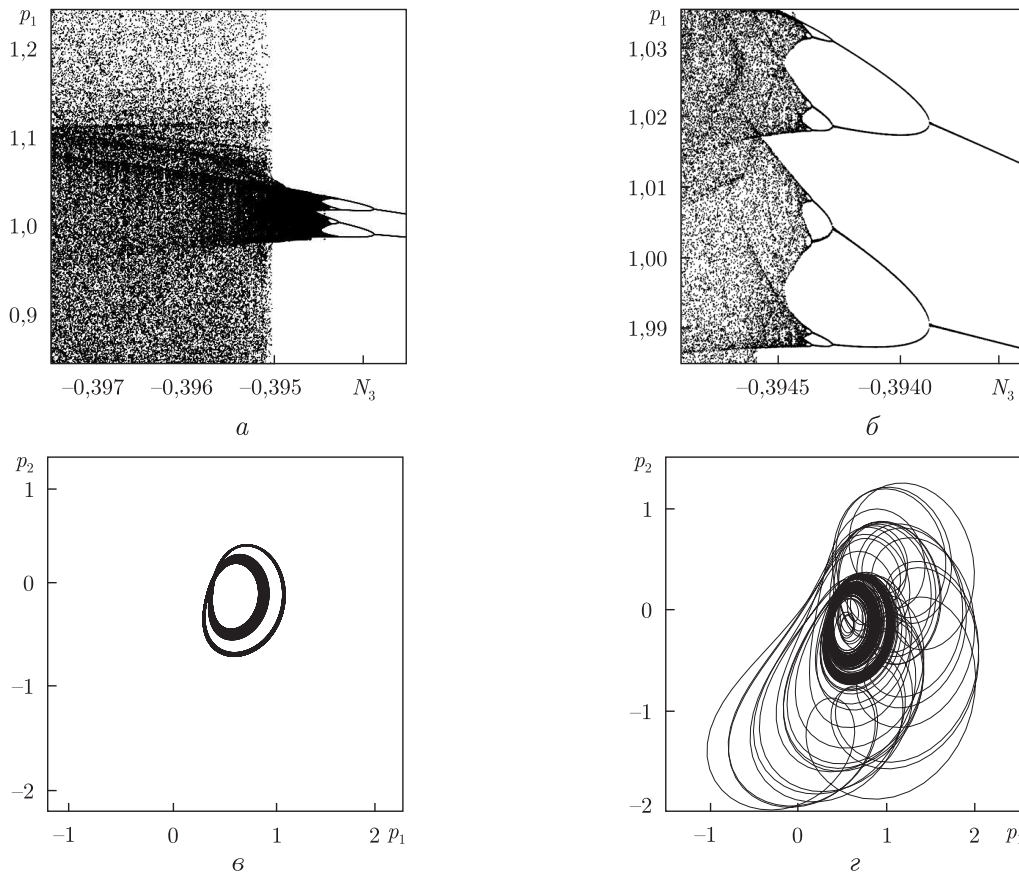 p₁
1,2
1,1
1,0
0,9
–0,397 –0,396 –0,395 N₃
а
p₁
1,03
1,02
1,01
1,00
1,99
–0,3945 –0,3940 N₃
б
p₂
1
0
–1
–2
–1 0 1 2 p₁
в
p₂
1
0
–1
–2
–1 0 1 2 p₁
г